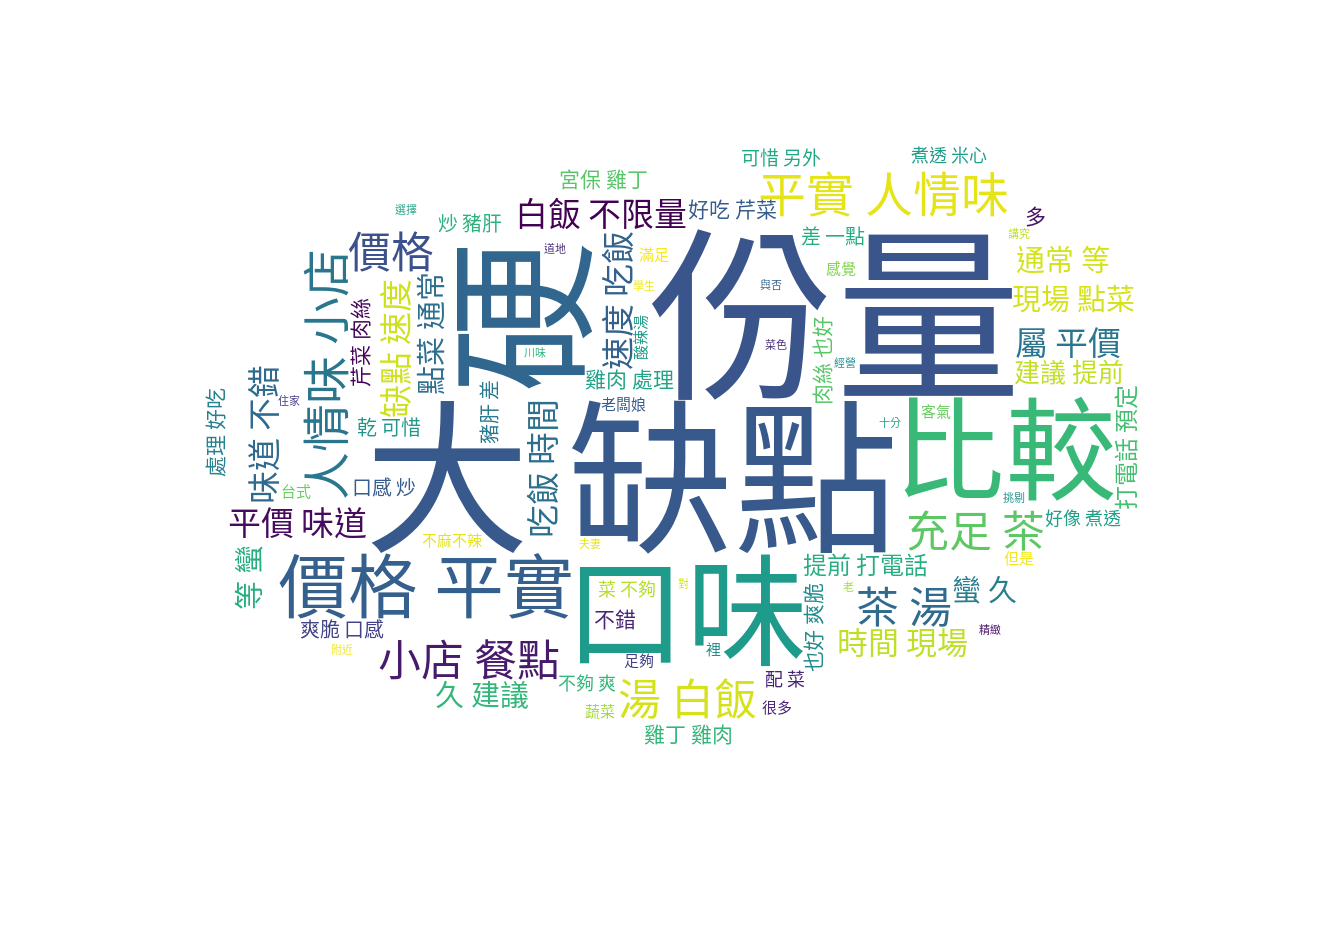 可惜 另外
煮透 米心
宮保 雞丁
平實 人情味
選擇
炒 豬肝
白飯 不限量
好吃 芹菜
多
價格
道地
差 一點
講究
滿足
感覺
通常 等
人情味 小店
缺點 速度
點菜 通常
硬
速度 吃飯
份量
學生
與否
現場 點菜
芹菜 肉絲
酸辣湯
菜色
肉絲 也好
屬 平價
川味
經營
雞肉 處理
建議 提前
住家
豬肝 差
老闆娘
客氣
打電話 預定
處理 好吃
味道 不錯
乾 可惜
大
吃飯 時間
缺點
十分
比較
台式
口感 炒
挑剔
平價 味道
充足 茶
好像 煮透
不麻不辣
夫妻
但是
等 蠻
價格 平實
口味
提前 打電話
菜 不夠
對
老
茶 湯
蠻 久
爽脆 口感
不錯
也好 爽脆
精緻
附近
小店 餐點
足夠
裡
時間 現場
久 建議
不夠 爽
湯 白飯
配 菜
蔬菜
很多
雞丁 雞肉